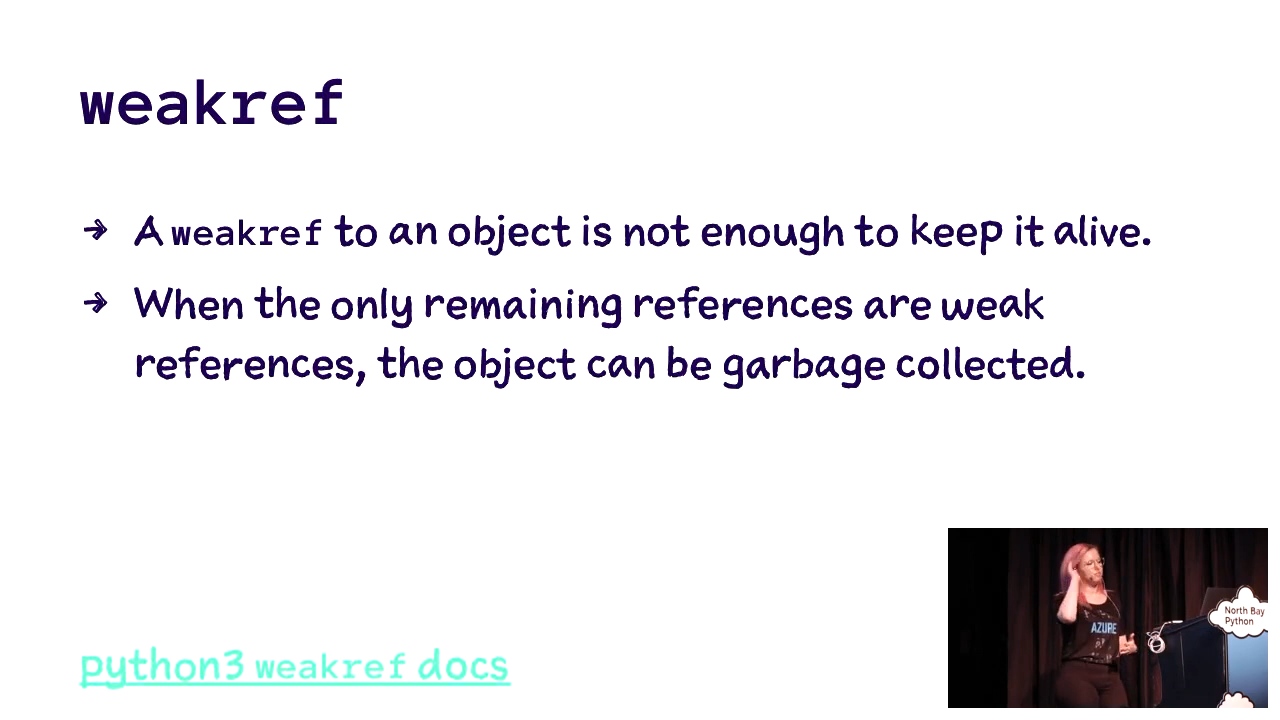 weakref
→ A weakref to an object is not enough to keep it alive.
→ When the only remaining references are weak
references, the object can be garbage collected.
python3 weakref docs
AZURE
North Bay
Python